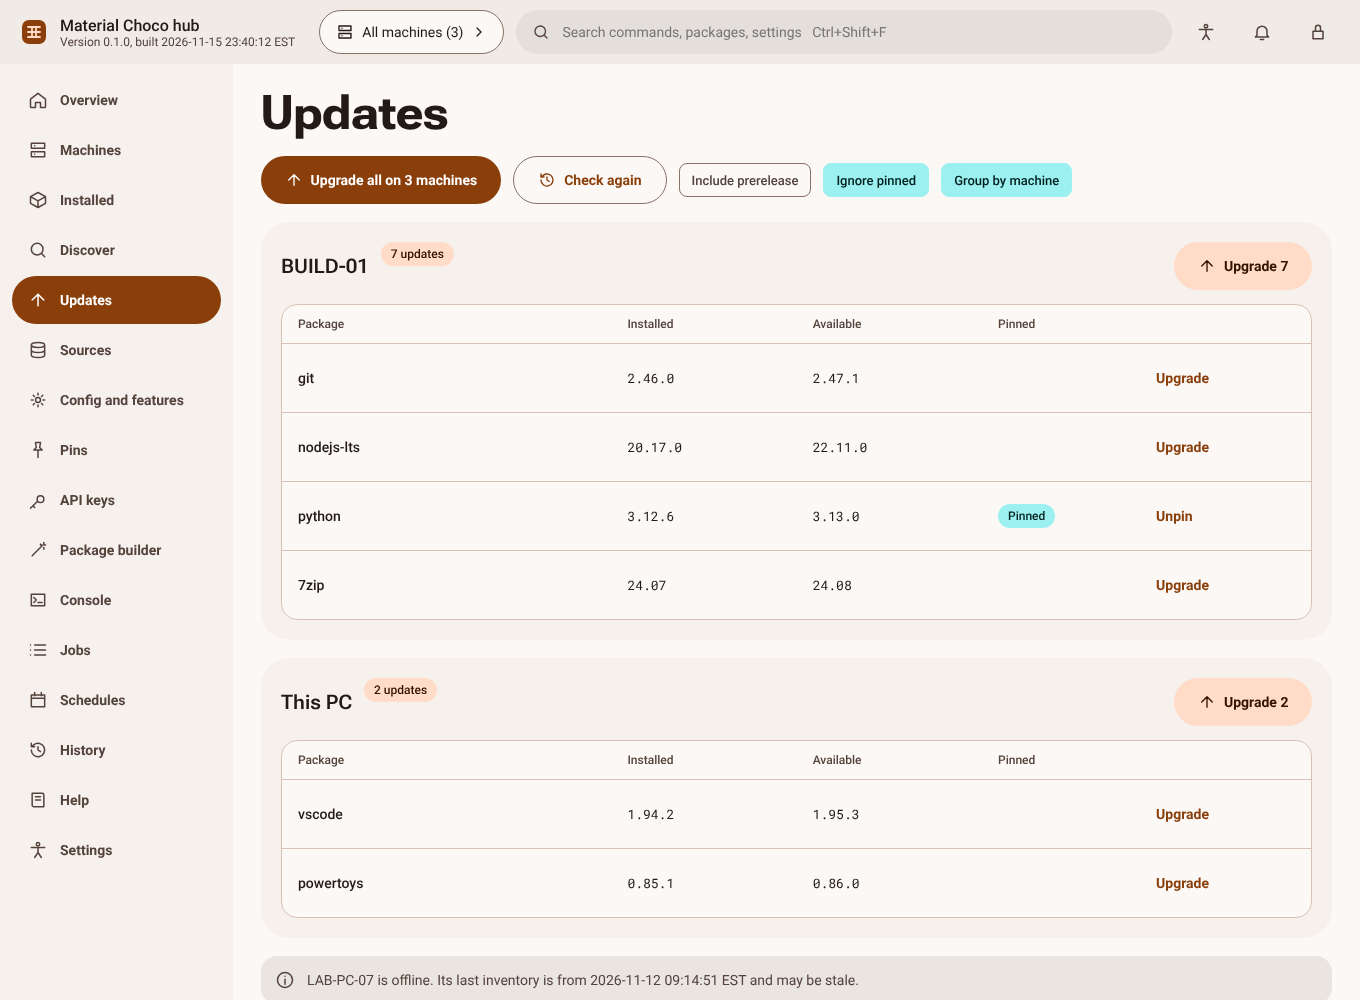 Material Choco hub
Version 0.1.0, built 2026-11-15 23:40:12 EST
All machines (3)
Search commands, packages, settings Ctrl+Shift+F
Overview
Machines
Installed
Discover
Updates
Sources
Config and features
Pins
API keys
Package builder
Console
Jobs
Schedules
History
Help
Settings
Updates
Upgrade all on 3 machines
Check again
Include prerelease
Ignore pinned
Group by machine
BUILD-01
7 updates
Upgrade 7
Package Installed Available Pinned
git 2.46.0 2.47.1 Upgrade
nodejs-lts 20.17.0 22.11.0 Upgrade
python 3.12.6 3.13.0 Pinned Unpin
7zip 24.07 24.08 Upgrade
This PC
2 updates
Upgrade 2
Package Installed Available Pinned
vscode 1.94.2 1.95.3 Upgrade
powertoys 0.85.1 0.86.0 Upgrade
LAB-PC-07 is offline. Its last inventory is from 2026-11-12 09:14:51 EST and may be stale.